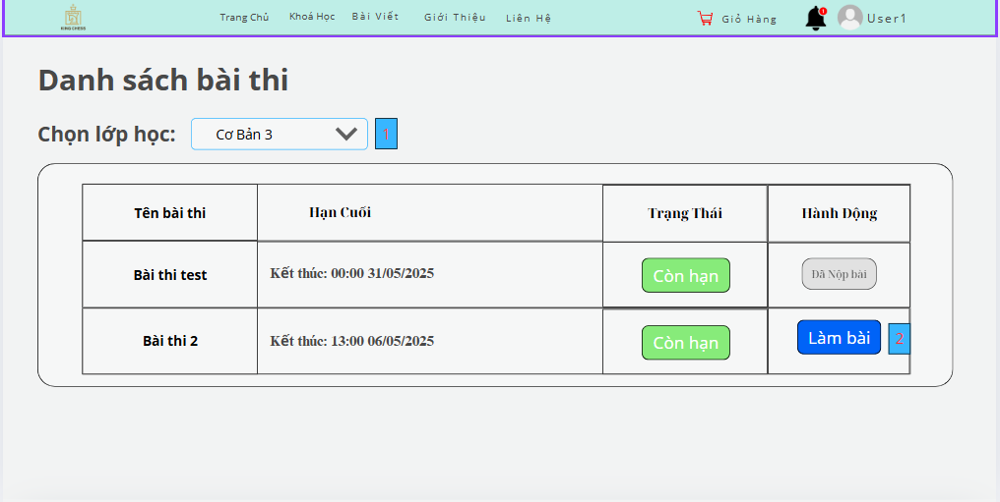 KING CHESS
Trang Chủ Khoá Học Bài Viết Giới Thiệu Liên Hệ Giỏ Hàng User1
Danh sách bài thi
Chọn lớp học: Cơ Bản 3 1
Tên bài thi Hạn Cuối Trạng Thái Hành Động
Bài thi test Kết thúc: 00:00 31/05/2025 Còn hạn Đã Nộp bài
Bài thi 2 Kết thúc: 13:00 06/05/2025 Còn hạn Làm bài 2